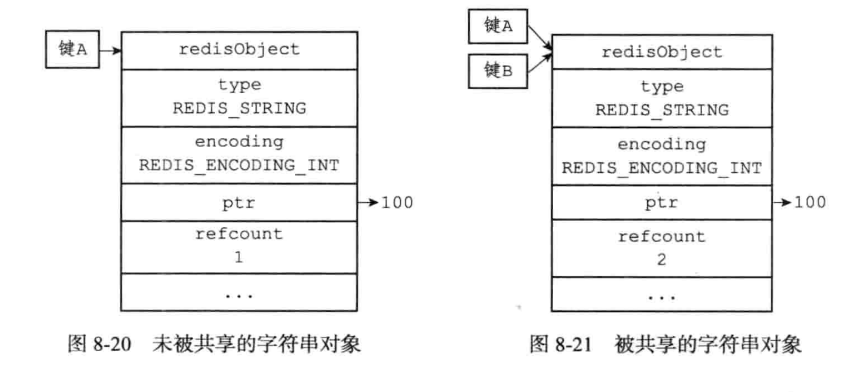 键A
redisObject
type
REDIS_STRING
encoding
REDIS_ENCODING_INT
ptr
100
refcount
1
...
图 8-20 未被共享的字符串对象
键A
键B
redisObject
type
REDIS_STRING
encoding
REDIS_ENCODING_INT
ptr
100
refcount
2
...
图 8-21 被共享的字符串对象